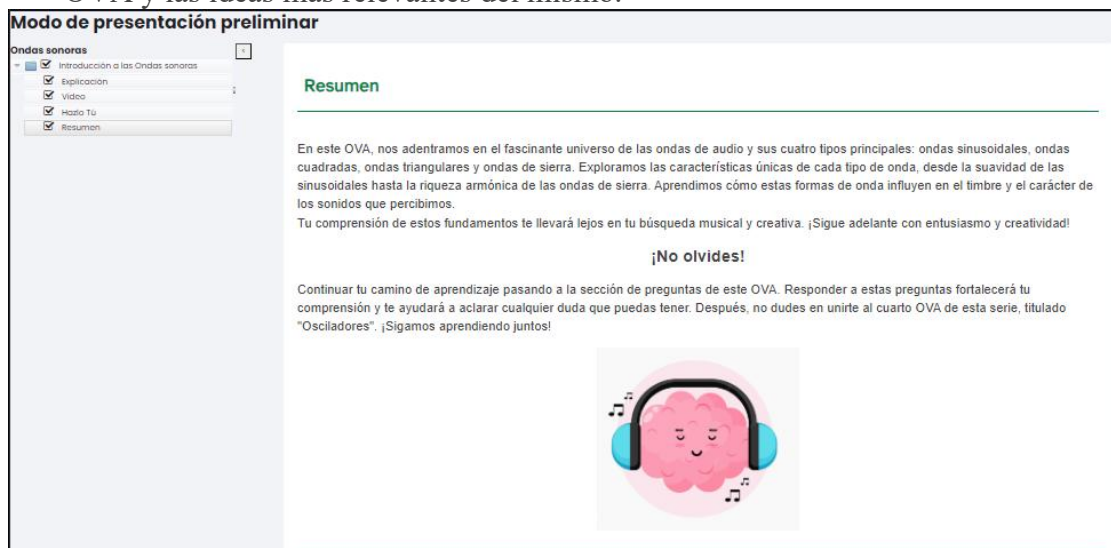 OVA y las ideas más relevantes del mismo.
Modo de presentación preliminar
Ondas sonoras
Introducción a las Ondas sonoras
Explicación
Video
Hazlo Tú
Resumen
Resumen
En este OVA, nos adentramos en el fascinante universo de las ondas de audio y sus cuatro tipos principales: ondas sinusoidales, ondas
cuadradas, ondas triangulares y ondas de sierra. Exploramos las características únicas de cada tipo de onda, desde la suavidad de las
sinusoidales hasta la riqueza armónica de las ondas de sierra. Aprendimos cómo estas formas de onda influyen en el timbre y el carácter de
los sonidos que percibimos.
Tu comprensión de estos fundamentos te llevará lejos en tu búsqueda musical y creativa. ¡Sigue adelante con entusiasmo y creatividad!
¡No olvides!
Continuar tu camino de aprendizaje pasando a la sección de preguntas de este OVA. Responder a estas preguntas fortalecerá tu
comprensión y te ayudará a aclarar cualquier duda que puedas tener. Después, no dudes en unirte al cuarto OVA de esta serie, titulado
"Osciladores". ¡Sigamos aprendiendo juntos!